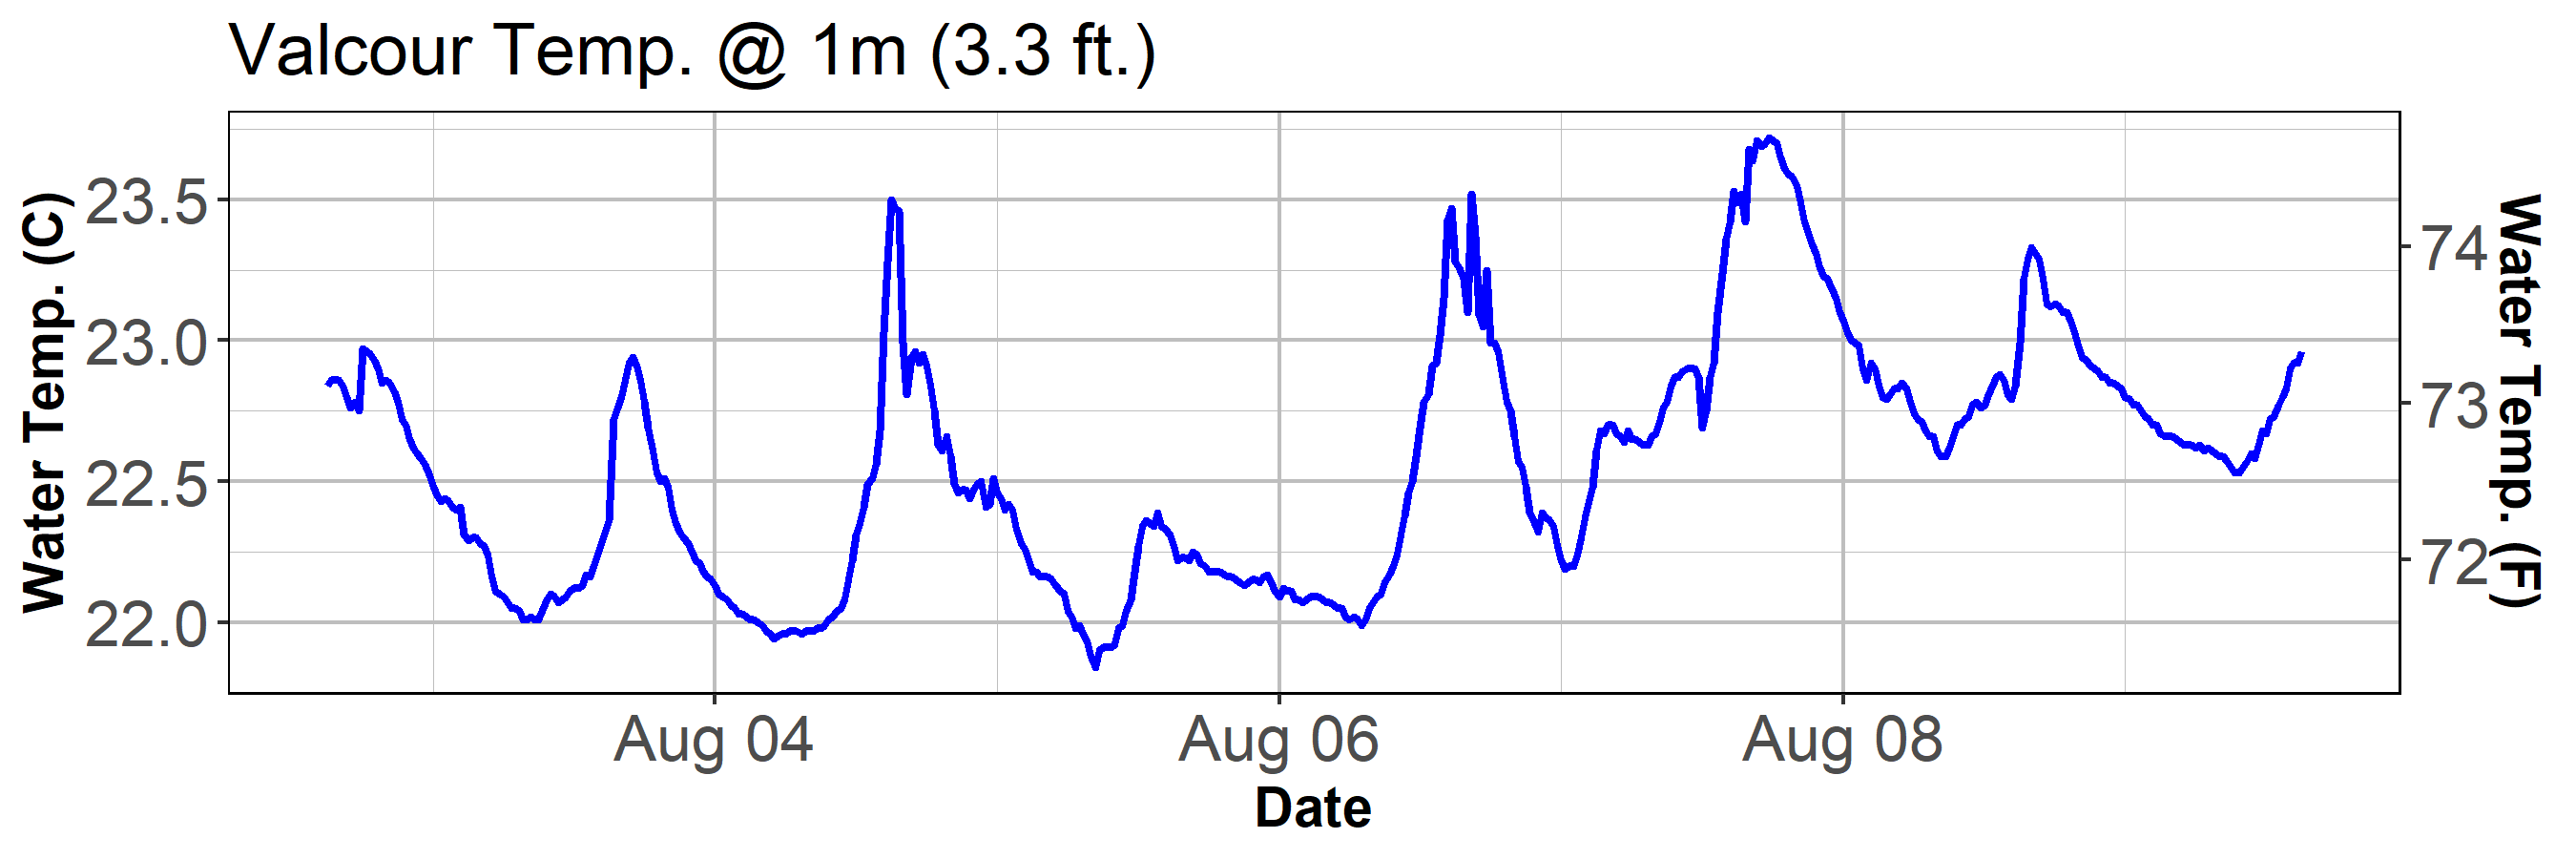 Valcour Temp. @ 1m (3.3 ft.)
Water Temp. (C)
23.5
23.0
22.5
22.0
74
73
72
Water Temp. (F)
Aug 04
Aug 06
Aug 08
Date